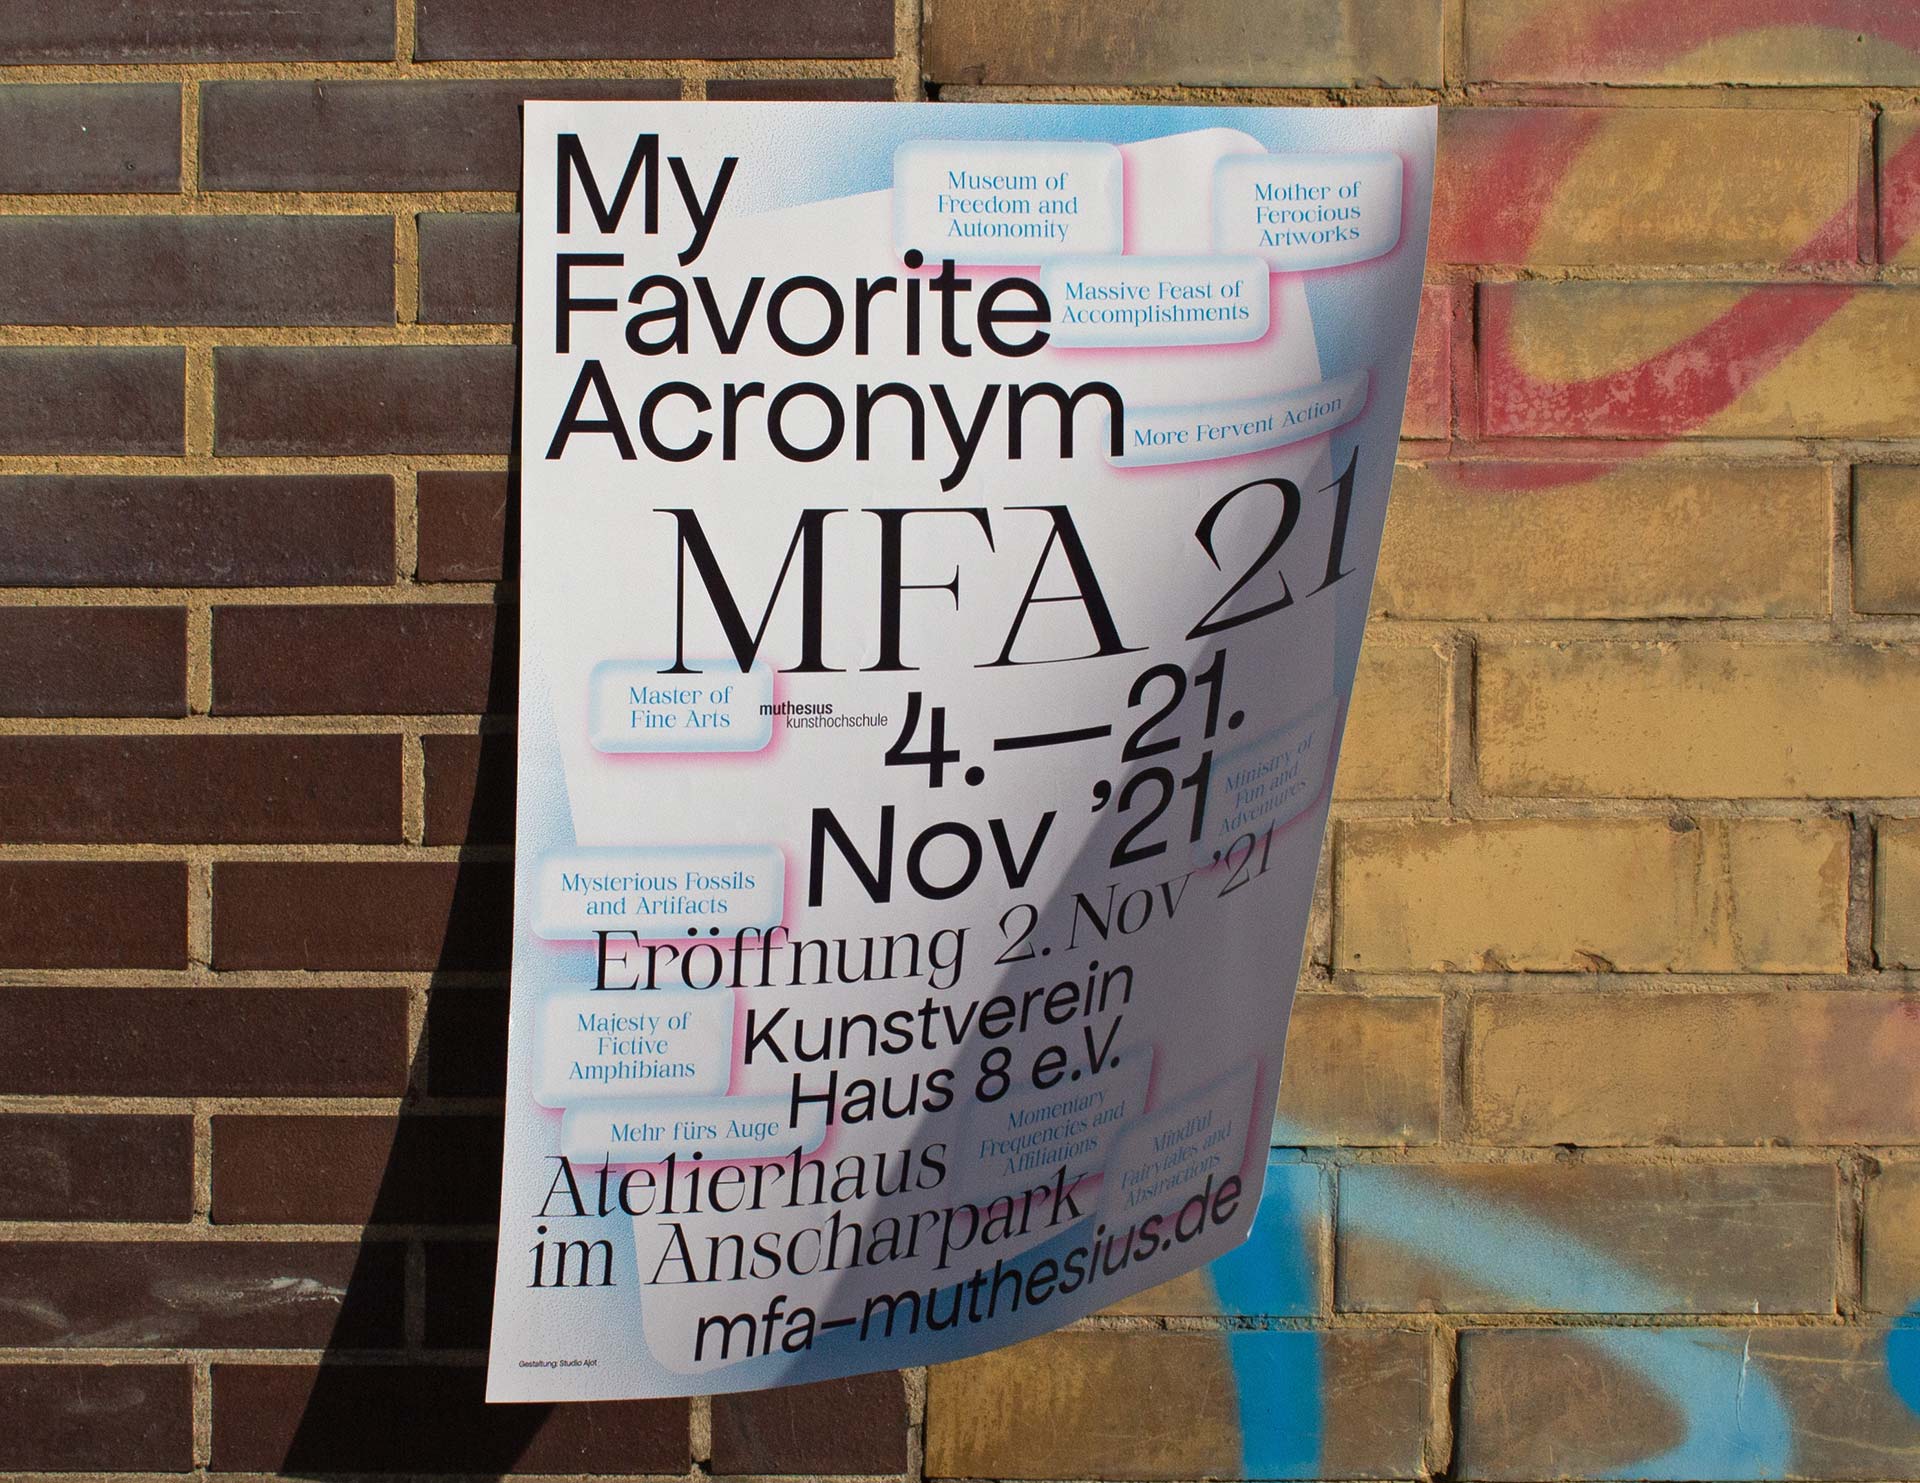 My
Favorite
Acronym
Museum of
Freedom and
Autonomity
Mother of
Ferocious
Artworks
Massive Feast of
Accomplishments
More Fervent Action
MFA 21
Master of
Fine Arts
muthesius
kunsthochschule
4.—21.
Nov ’21
Ministry of
Fun and
Adventures
Mysterious Fossils
and Artifacts
Eröffnung 2. Nov ’21
Majesty of
Fictive
Amphibians
Kunstverein
Haus 8 e.V.
Mehr fürs Auge
Momentary
Frequencies and
Affiliations
Mindful
Fairytales and
Abstractions
Atelierhaus
im Anscharpark
mfa–muthesius.de
Gestaltung: Studio Ajot